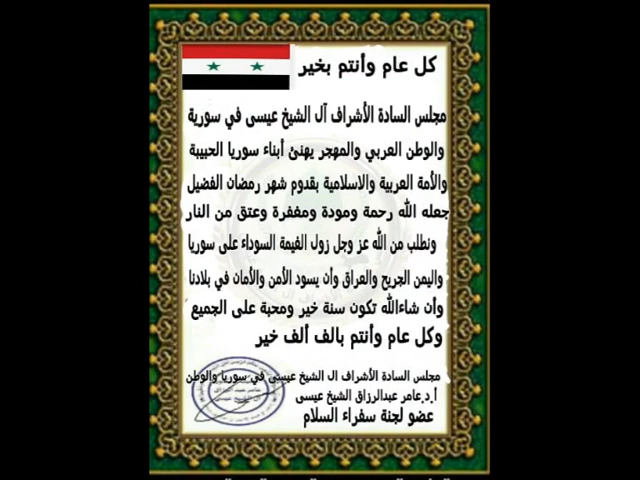 كل عام وأنتم بخير
مجلس السادة الأشراف آل الشيخ عيسى في سورية
والوطن العربي والمهجر يهنئ أبناء سوريا الحبيبة
والأمة العربية والاسلامية بقدوم شهر رمضان الفضيل
جعله الله رحمة ومودة ومغفرة وعتق من النار
ونطلب من الله عز وجل زول الغيمة السوداء على سوريا
واليمن الجريح والعراق وأن يسود الأمن والأمان في بلادنا
وأن شاءالله تكون سنة خير ومحبة على الجميع
وكل عام وأنتم بالف ألف خير
مجلس السادة الأشراف ال الشيخ عيسى في سوريا والوطن
أ.د.عامر عبدالرزاق الشيخ عيسى
عضو لجنة سفراء السلام